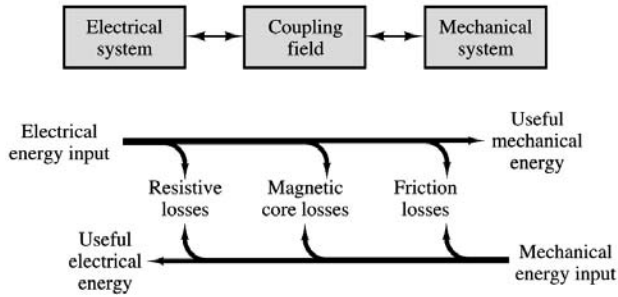 Electrical
system
Coupling
field
Mechanical
system
Electrical
energy input
Useful
mechanical
energy
Resistive
losses
Magnetic
core losses
Friction
losses
Useful
electrical
energy
Mechanical
energy input